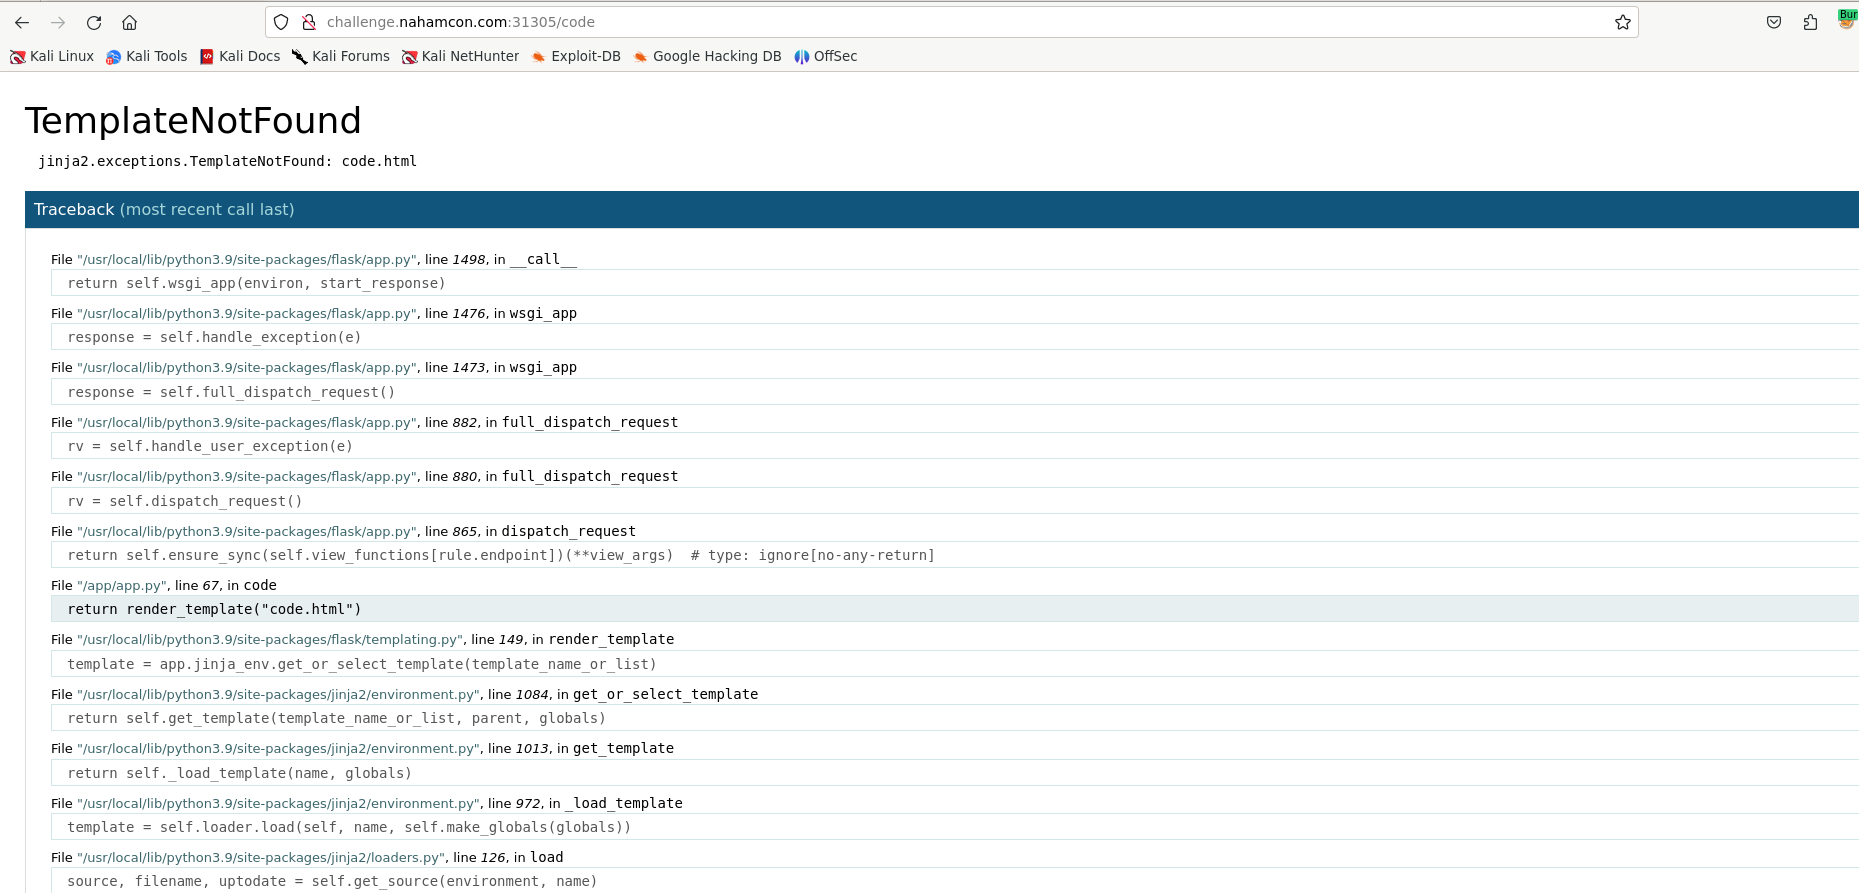 challenge.nahamcon.com:31305/code
Bur
Kali Linux Kali Tools Kali Docs Kali Forums Kali NetHunter Exploit-DB Google Hacking DB OffSec
TemplateNotFound
jinja2.exceptions.TemplateNotFound: code.html
Traceback (most recent call last)
File "/usr/local/lib/python3.9/site-packages/flask/app.py", line 1498, in __call__
return self.wsgi_app(environ, start_response)
File "/usr/local/lib/python3.9/site-packages/flask/app.py", line 1476, in wsgi_app
response = self.handle_exception(e)
File "/usr/local/lib/python3.9/site-packages/flask/app.py", line 1473, in wsgi_app
response = self.full_dispatch_request()
File "/usr/local/lib/python3.9/site-packages/flask/app.py", line 882, in full_dispatch_request
rv = self.handle_user_exception(e)
File "/usr/local/lib/python3.9/site-packages/flask/app.py", line 880, in full_dispatch_request
rv = self.dispatch_request()
File "/usr/local/lib/python3.9/site-packages/flask/app.py", line 865, in dispatch_request
return self.ensure_sync(self.view_functions[rule.endpoint])(**view_args)  # type: ignore[no-any-return]
File "/app/app.py", line 67, in code
return render_template("code.html")
File "/usr/local/lib/python3.9/site-packages/flask/templating.py", line 149, in render_template
template = app.jinja_env.get_or_select_template(template_name_or_list)
File "/usr/local/lib/python3.9/site-packages/jinja2/environment.py", line 1084, in get_or_select_template
return self.get_template(template_name_or_list, parent, globals)
File "/usr/local/lib/python3.9/site-packages/jinja2/environment.py", line 1013, in get_template
return self._load_template(name, globals)
File "/usr/local/lib/python3.9/site-packages/jinja2/environment.py", line 972, in _load_template
template = self.loader.load(self, name, self.make_globals(globals))
File "/usr/local/lib/python3.9/site-packages/jinja2/loaders.py", line 126, in load
source, filename, uptodate = self.get_source(environment, name)